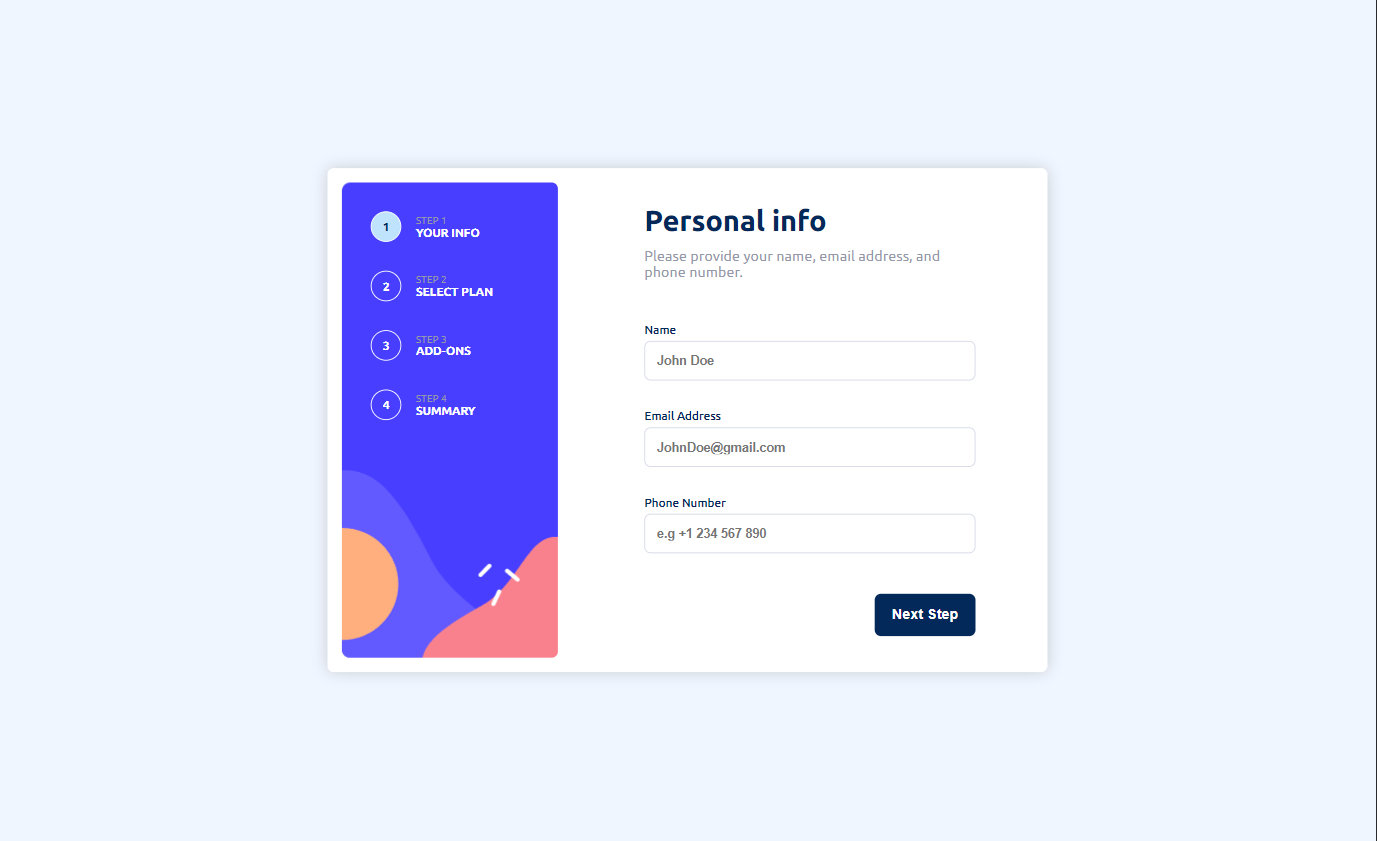 1
STEP 1
YOUR INFO
2
STEP 2
SELECT PLAN
3
STEP 3
ADD-ONS
4
STEP 4
SUMMARY
Personal info
Please provide your name, email address, and
phone number.
Name
John Doe
Email Address
JohnDoe@gmail.com
Phone Number
e.g +1 234 567 890
Next Step